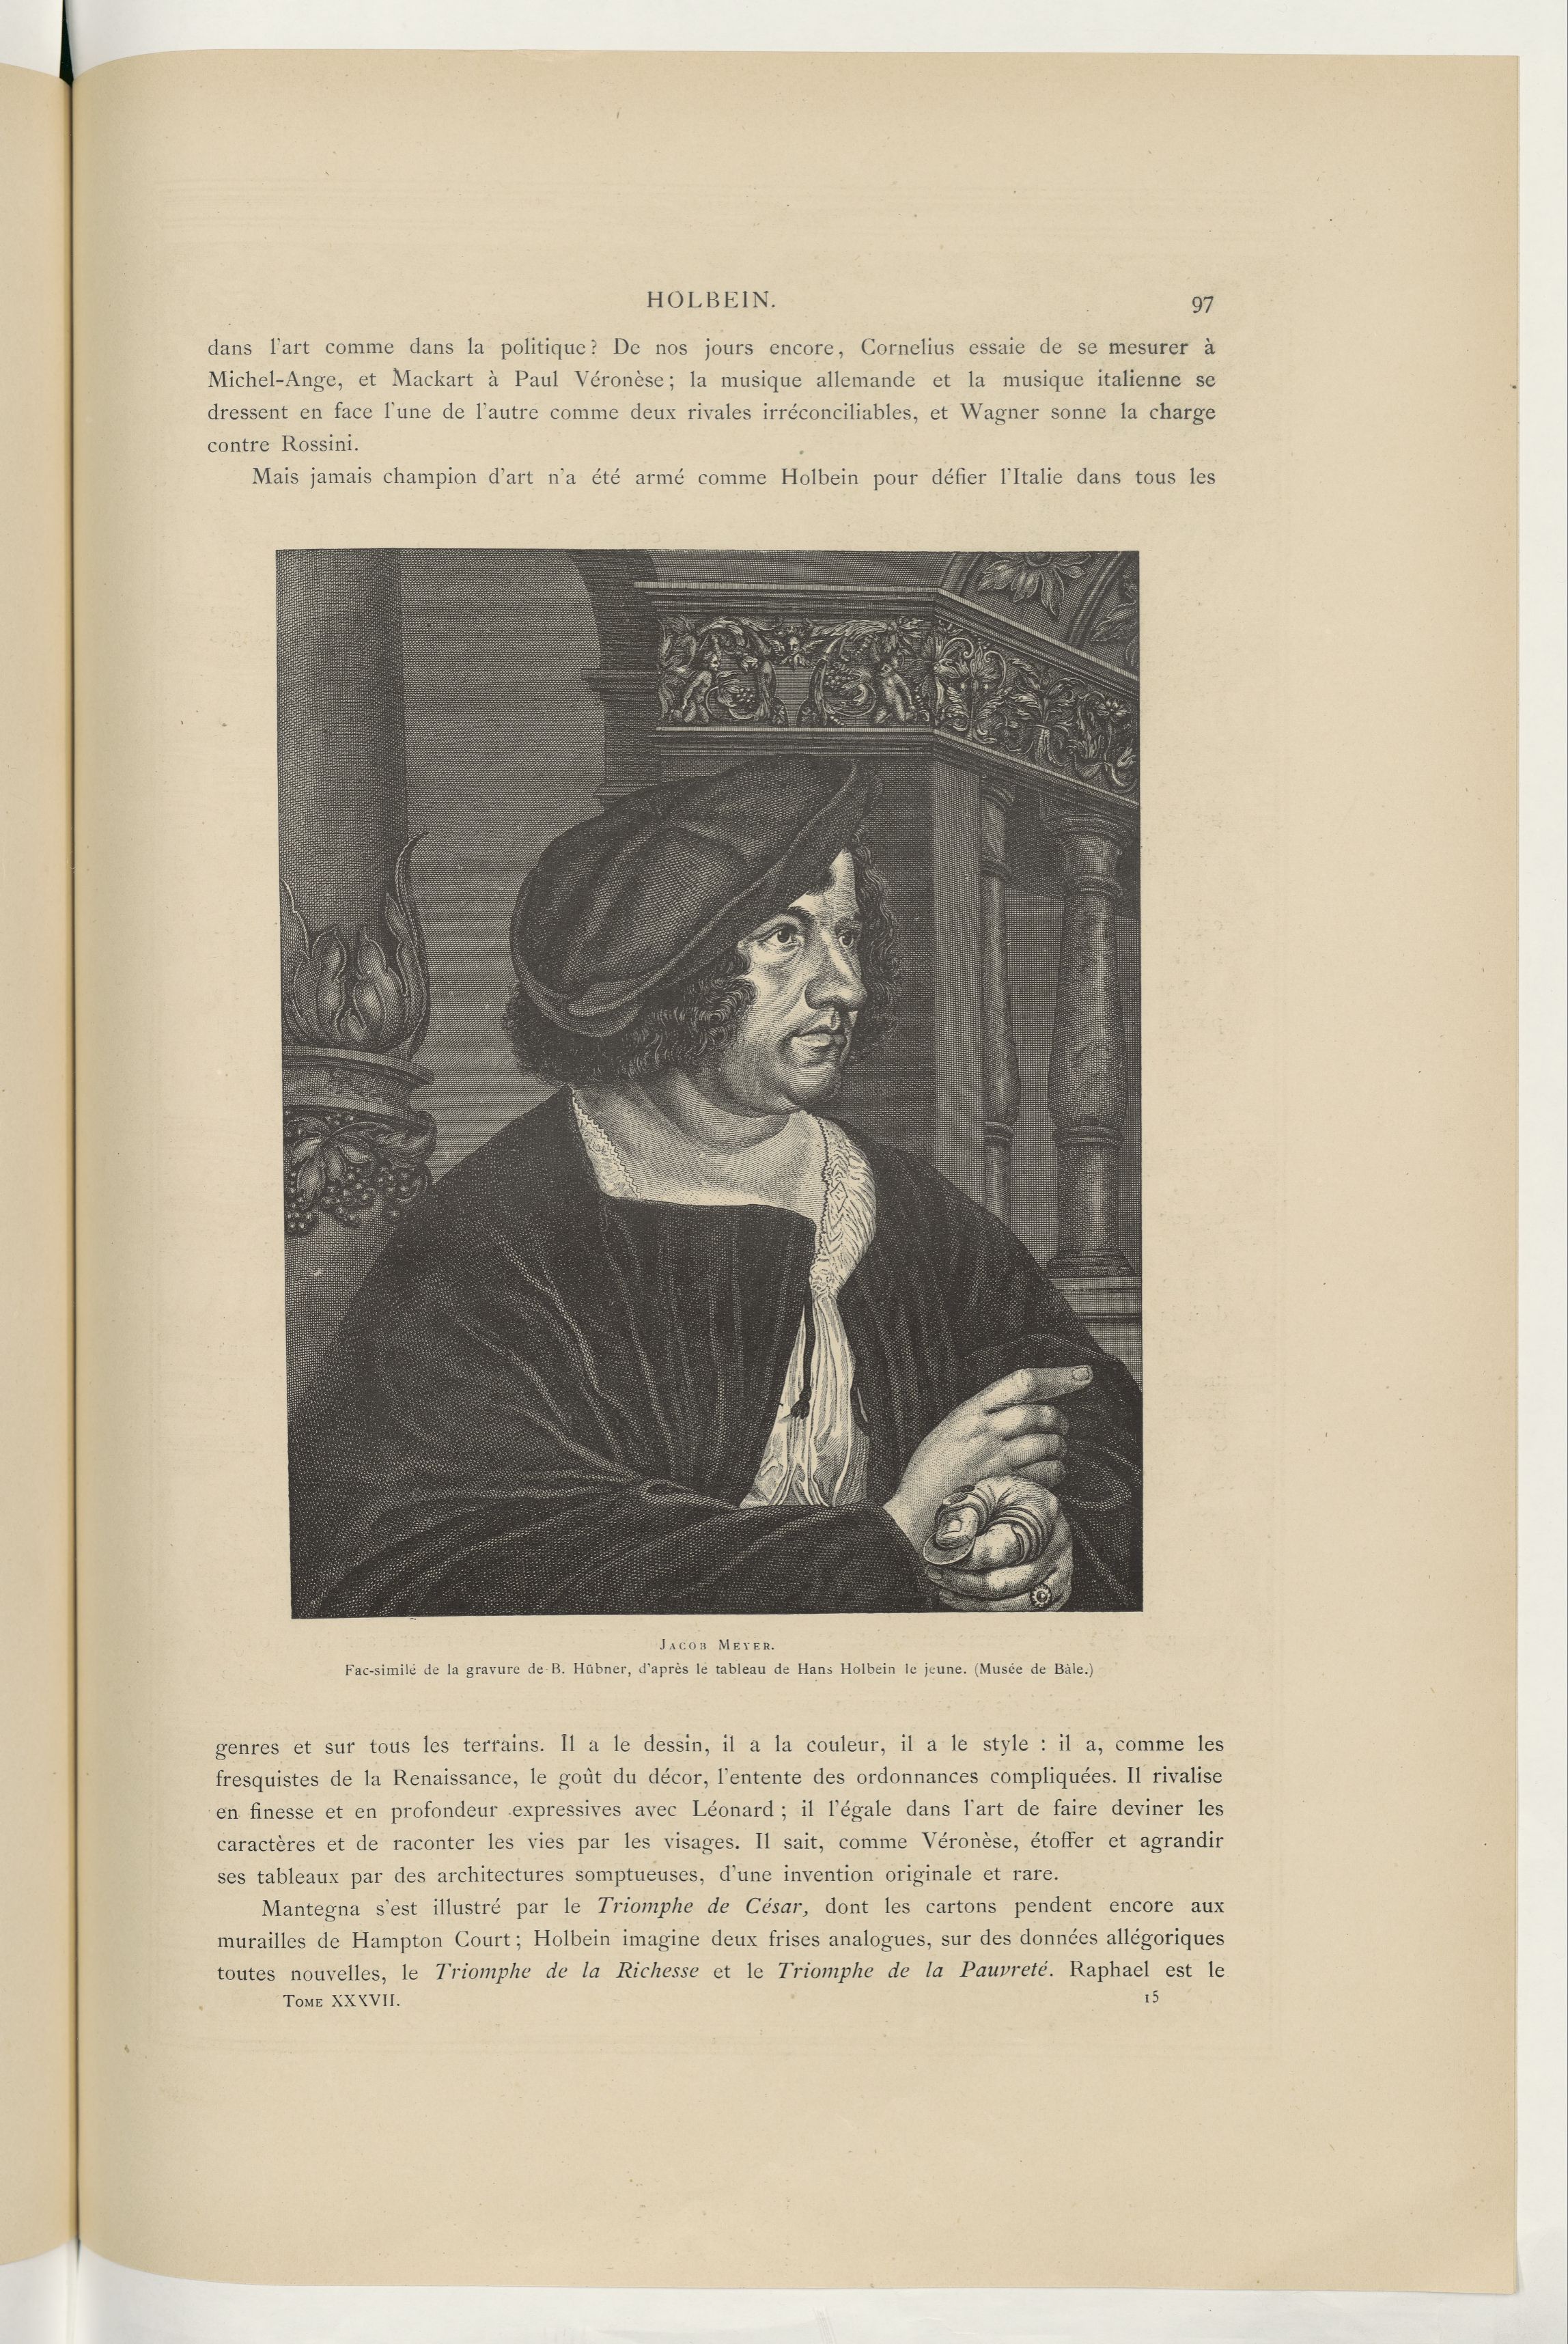 HOLBEIN.
97
dans l'art comme dans la politique? De nos jours encore, Cornelius essaie de se mesurer à
Michel-Ange, et Mackart à Paul Véronèse; la musique allemande et la musique italienne se
dressent en face l'une de l'autre comme deux rivales irréconciliables, et Wagner sonne la charge
contre Rossini.
Mais jamais champion d'art n'a été armé comme Holbein pour défier l'Italie dans tous les
JACOB MEYER.
Fac-similé de la gravure de B. Hübner, d'après le tableau de Hans Holbein le jeune. (Musée de Bâle.)
genres et sur tous les terrains. Il a le dessin, il a la couleur, il a le style : il a, comme les
fresquistes de la Renaissance, le goût du décor, l'entente des ordonnances compliquées. Il rivalise
en finesse et en profondeur expressives avec Léonard; il l'égale dans l'art de faire deviner les
caractères et de raconter les vies par les visages. Il sait, comme Véronèse, étoffer et agrandir
ses tableaux par des architectures somptueuses, d'une invention originale et rare.
Mantegna s'est illustré par le Triomphe de César, dont les cartons pendent encore aux
murailles de Hampton Court; Holbein imagine deux frises analogues, sur des données allégoriques
toutes nouvelles, le Triomphe de la Richesse et le Triomphe de la Pauvreté. Raphael est le
TOME XXXVII.
15